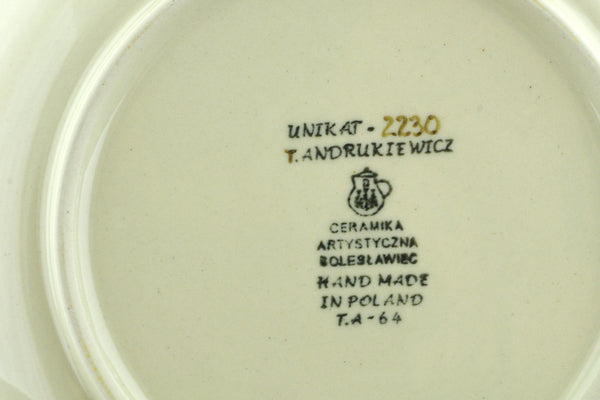 UNIKAT - 2230
T. ANDRUKIEWICZ
CERAMIKA
ARTYSTYCZNA
BOLESŁAWIEC
HAND MADE
IN POLAND
T.A - 64